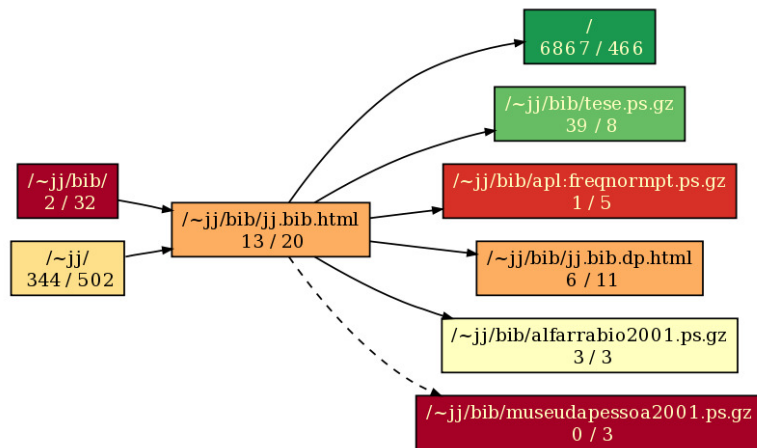 /
6867 / 466
/~jj/bib/tese.ps.gz
39 / 8
/~jj/bib/
2 / 32
/~jj/bib/apl:freqnormpt.ps.gz
1 / 5
/~jj/bib/jj.bib.html
13 / 20
/~jj/
344 / 502
/~jj/bib/jj.bib.dp.html
6 / 11
/~jj/bib/alfarrabio2001.ps.gz
3 / 3
/~jj/bib/museudapessoa2001.ps.gz
0 / 3